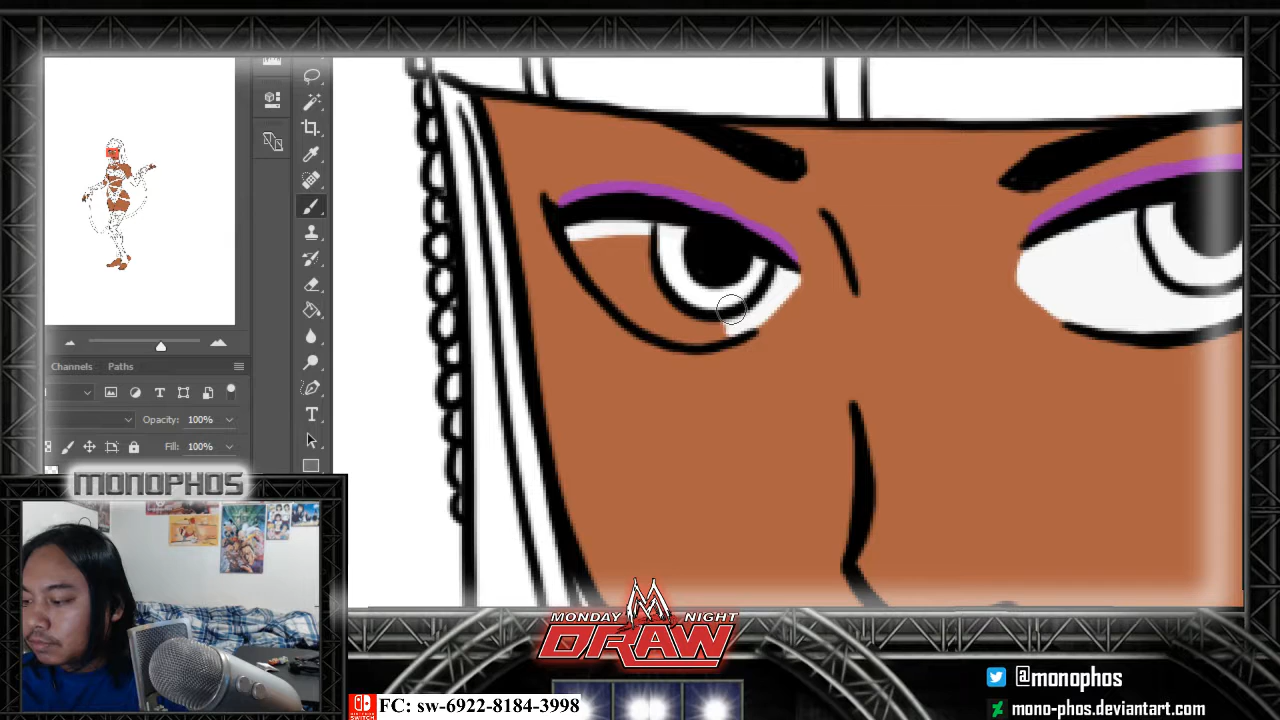 Channels
Paths
Opacity: 100%
Fill: 100%
MONOPHOS
MONDAY NIGHT
DRAW
FC: sw-6922-8184-3998
@monophos
mono-phos.deviantart.com